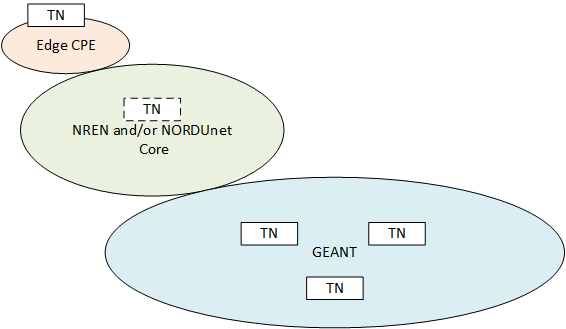 TN
Edge CPE
TN
NREN and/or NORDUnet
Core
TN
TN
GEANT
TN